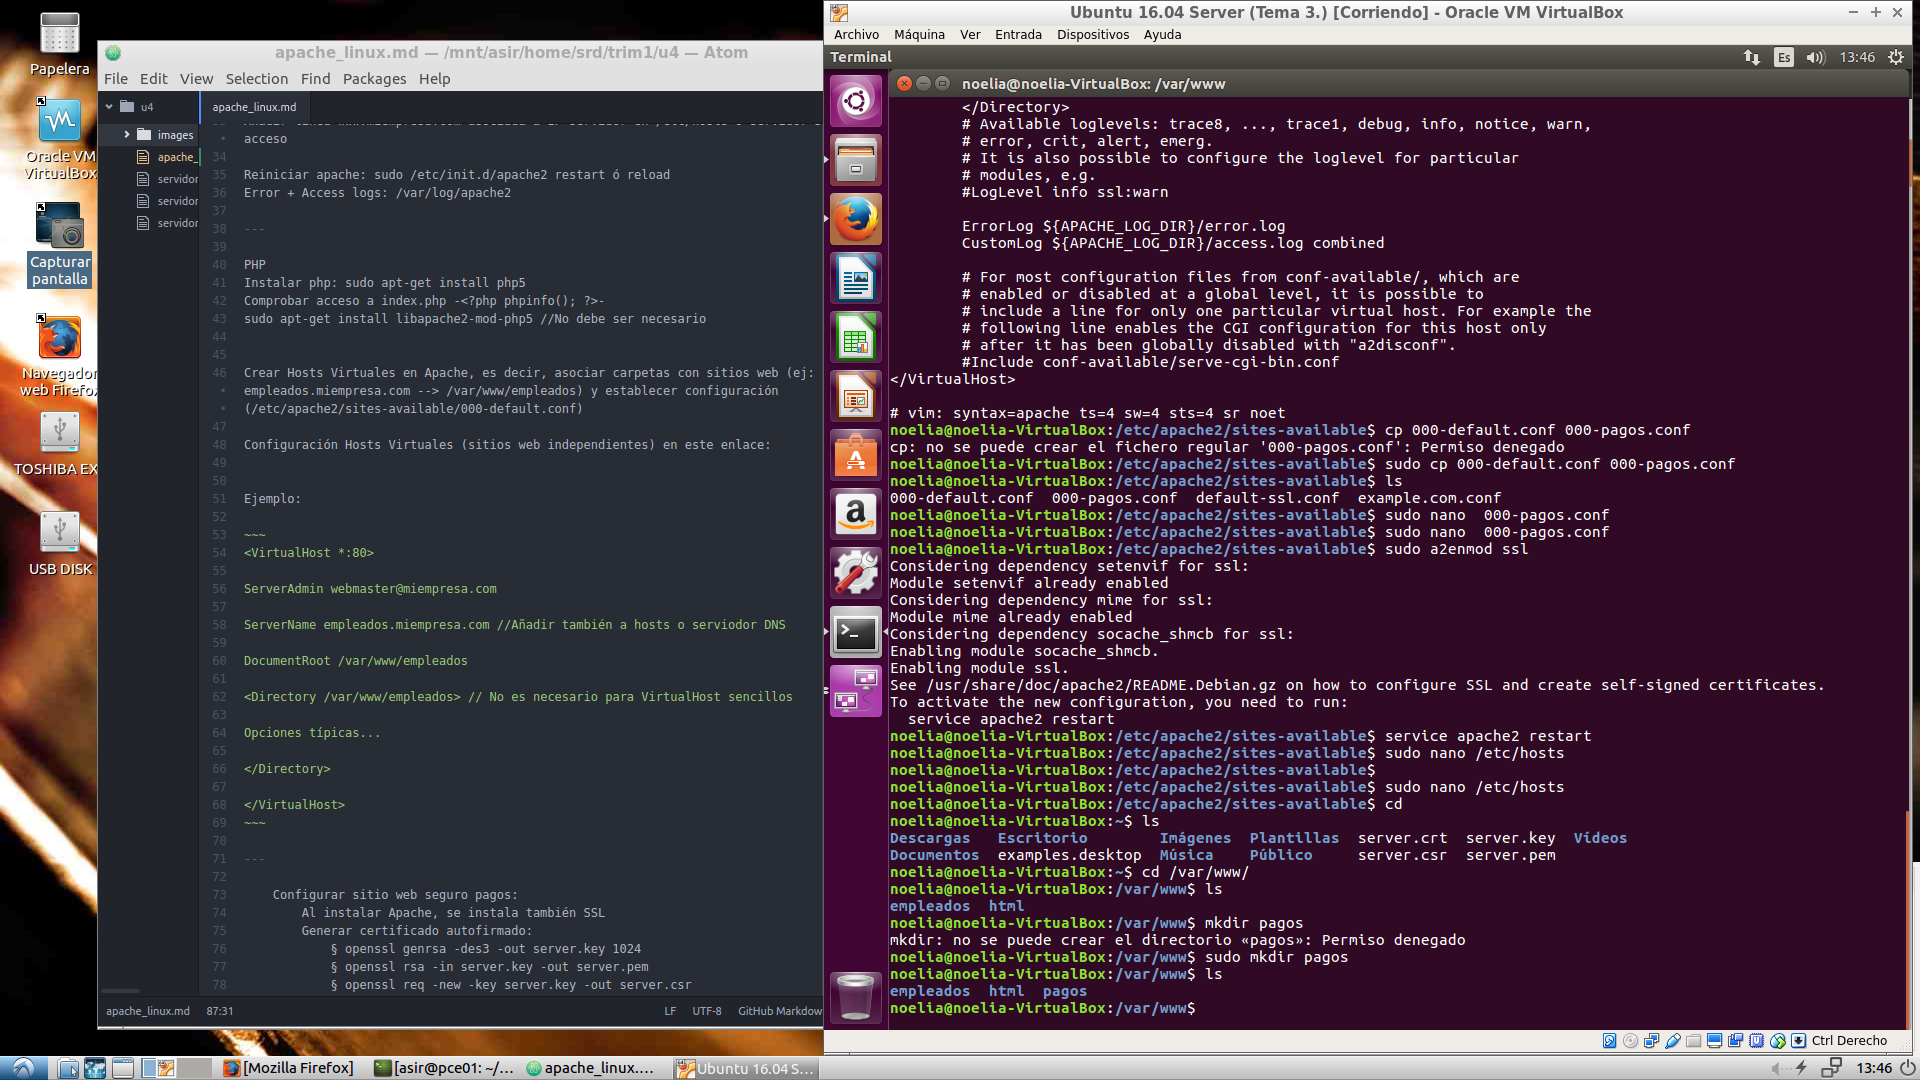 Papelera
Oracle VM
VirtualBox
Capturar
pantalla
Navegador
web Firefox
TOSHIBA EX
USB DISK
apache_linux.md — /mnt/asir/home/srd/trim1/u4 — Atom
File Edit View Selection Find Packages Help
u4
images
apache_
servidor
servidor
servidor
apache_linux.md
acceso
34
35 Reiniciar apache: sudo /etc/init.d/apache2 restart ó reload
36 Error + Access logs: /var/log/apache2
37
38 ---
39
40 PHP
41 Instalar php: sudo apt-get install php5
42 Comprobar acceso a index.php -<?php phpinfo(); ?>-
43 sudo apt-get install libapache2-mod-php5 //No debe ser necesario
44
45
46 Crear Hosts Virtuales en Apache, es decir, asociar carpetas con sitios web (ej:
• empleados.miempresa.com --> /var/www/empleados) y establecer configuración
• (/etc/apache2/sites-available/000-default.conf)
47
48 Configuración Hosts Virtuales (sitios web independientes) en este enlace:
49
50
51 Ejemplo:
52
53 ~~~
54 <VirtualHost *:80>
55
56 ServerAdmin webmaster@miempresa.com
57
58 ServerName empleados.miempresa.com //Añadir también a hosts o serviodor DNS
59
60 DocumentRoot /var/www/empleados
61
62 <Directory /var/www/empleados> // No es necesario para VirtualHost sencillos
63
64 Opciones típicas...
65
66 </Directory>
67
68 </VirtualHost>
69 ~~~
70
71 ---
72
73 Configurar sitio web seguro pagos:
74 Al instalar Apache, se instala también SSL
75 Generar certificado autofirmado:
76 § openssl genrsa -des3 -out server.key 1024
77 § openssl rsa -in server.key -out server.pem
78 § openssl req -new -key server.key -out server.csr
apache_linux.md 87:31 LF UTF-8 GitHub Markdow
Ubuntu 16.04 Server (Tema 3.) [Corriendo] - Oracle VM VirtualBox
Archivo Máquina Ver Entrada Dispositivos Ayuda
Terminal Es 13:46
noelia@noelia-VirtualBox: /var/www
</Directory>
# Available loglevels: trace8, ..., trace1, debug, info, notice, warn,
# error, crit, alert, emerg.
# It is also possible to configure the loglevel for particular
# modules, e.g.
#LogLevel info ssl:warn
ErrorLog ${APACHE_LOG_DIR}/error.log
CustomLog ${APACHE_LOG_DIR}/access.log combined
# For most configuration files from conf-available/, which are
# enabled or disabled at a global level, it is possible to
# include a line for only one particular virtual host. For example the
# following line enables the CGI configuration for this host only
# after it has been globally disabled with "a2disconf".
#Include conf-available/serve-cgi-bin.conf
</VirtualHost>
# vim: syntax=apache ts=4 sw=4 sts=4 sr noet
noelia@noelia-VirtualBox:/etc/apache2/sites-available$ cp 000-default.conf 000-pagos.conf
cp: no se puede crear el fichero regular '000-pagos.conf': Permiso denegado
noelia@noelia-VirtualBox:/etc/apache2/sites-available$ sudo cp 000-default.conf 000-pagos.conf
noelia@noelia-VirtualBox:/etc/apache2/sites-available$ ls
000-default.conf 000-pagos.conf default-ssl.conf example.com.conf
noelia@noelia-VirtualBox:/etc/apache2/sites-available$ sudo nano 000-pagos.conf
noelia@noelia-VirtualBox:/etc/apache2/sites-available$ sudo nano 000-pagos.conf
noelia@noelia-VirtualBox:/etc/apache2/sites-available$ sudo a2enmod ssl
Considering dependency setenvif for ssl:
Module setenvif already enabled
Considering dependency mime for ssl:
Module mime already enabled
Considering dependency socache_shmcb for ssl:
Enabling module socache_shmcb.
Enabling module ssl.
See /usr/share/doc/apache2/README.Debian.gz on how to configure SSL and create self-signed certificates.
To activate the new configuration, you need to run:
service apache2 restart
noelia@noelia-VirtualBox:/etc/apache2/sites-available$ service apache2 restart
noelia@noelia-VirtualBox:/etc/apache2/sites-available$ sudo nano /etc/hosts
noelia@noelia-VirtualBox:/etc/apache2/sites-available$
noelia@noelia-VirtualBox:/etc/apache2/sites-available$ sudo nano /etc/hosts
noelia@noelia-VirtualBox:/etc/apache2/sites-available$ cd
noelia@noelia-VirtualBox:~$ ls
Descargas Escritorio Imágenes Plantillas server.crt server.key Vídeos
Documentos examples.desktop Música Público server.csr server.pem
noelia@noelia-VirtualBox:~$ cd /var/www/
noelia@noelia-VirtualBox:/var/www$ ls
empleados html
noelia@noelia-VirtualBox:/var/www$ mkdir pagos
mkdir: no se puede crear el directorio «pagos»: Permiso denegado
noelia@noelia-VirtualBox:/var/www$ sudo mkdir pagos
noelia@noelia-VirtualBox:/var/www$ ls
empleados html pagos
noelia@noelia-VirtualBox:/var/www$
Ctrl Derecho
[Mozilla Firefox] [asir@pce01: ~/... apache_linux.... Ubuntu 16.04 S... 13:46